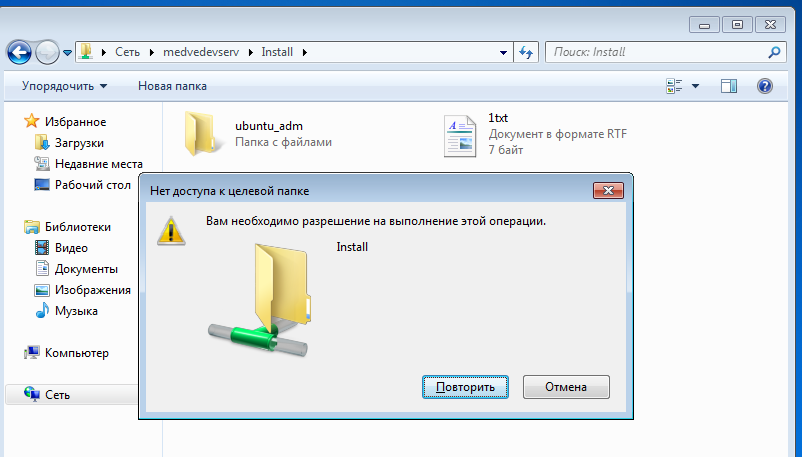 Сеть medvedevserv Install
Поиск: Install
Упорядочить Новая папка
Избранное
Загрузки
Недавние места
Рабочий стол
Библиотеки
Видео
Документы
Изображения
Музыка
Компьютер
Сеть
ubuntu_adm
Папка с файлами
1txt
Документ в формате RTF
7 байт
Нет доступа к целевой папке
Вам необходимо разрешение на выполнение этой операции.
Install
Повторить Отмена